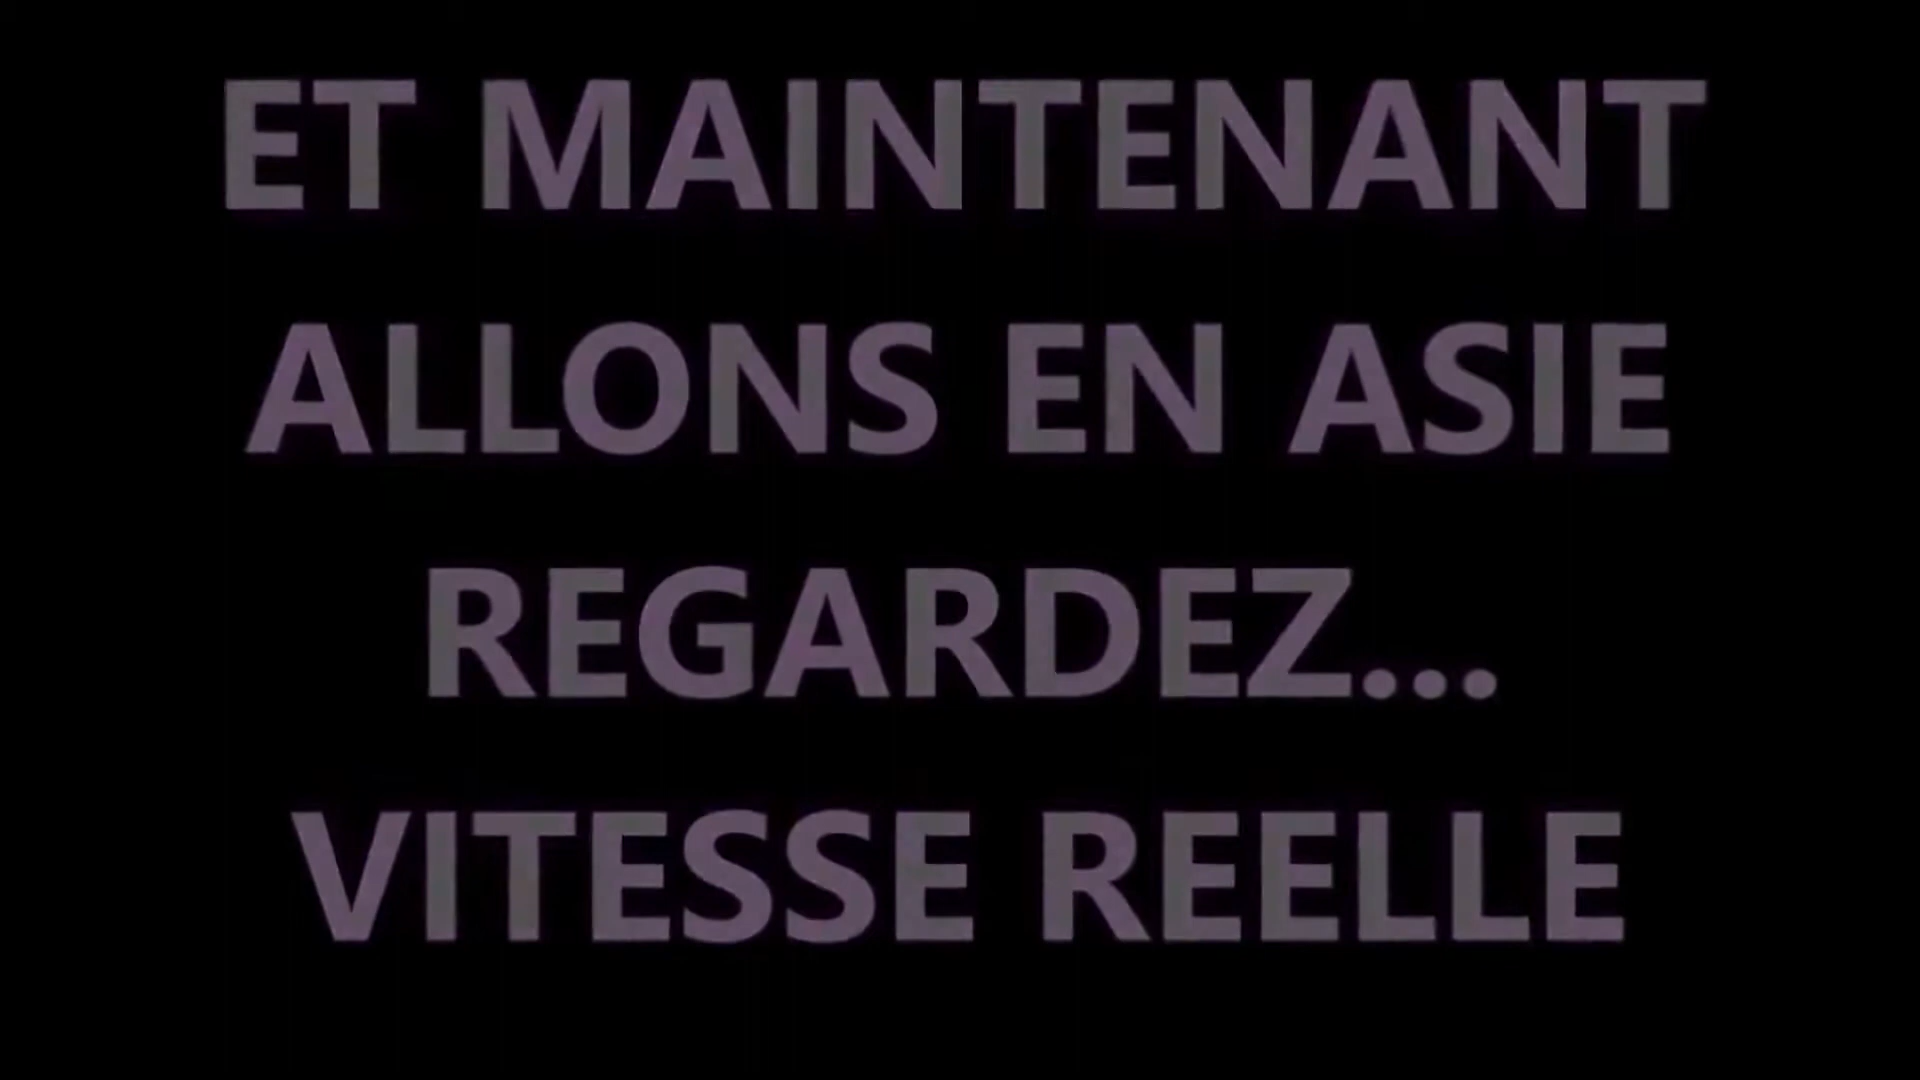 ET MAINTENANT
ALLONS EN ASIE
REGARDEZ...
VITESSE REELLE